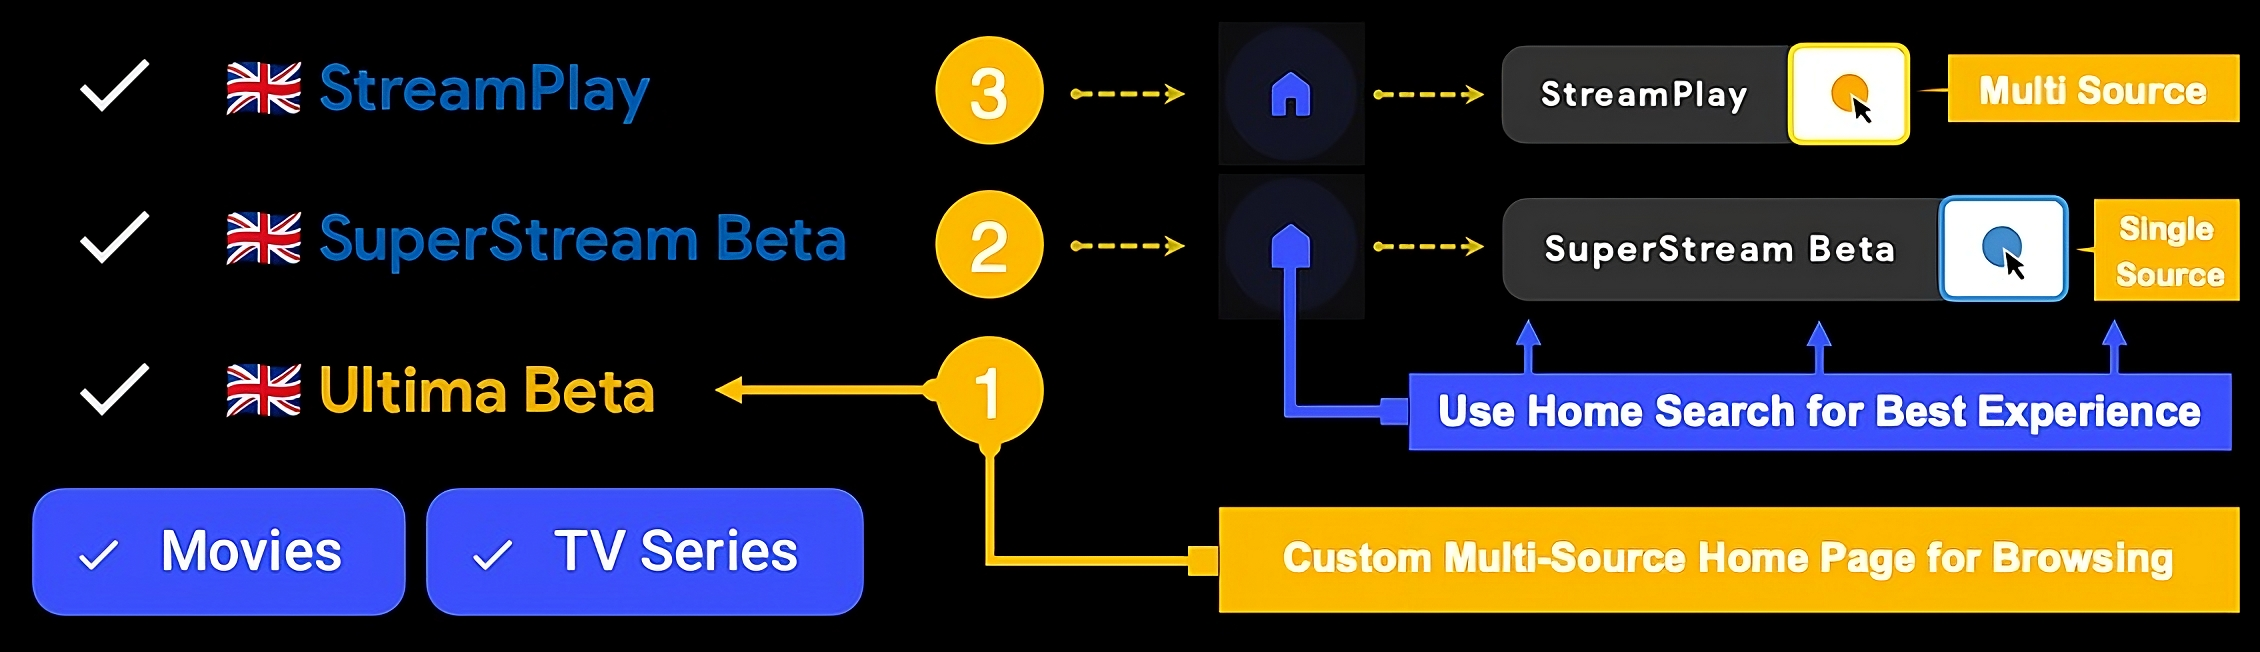 StreamPlay
3
StreamPlay
Multi Source
SuperStream Beta
2
SuperStream Beta
Single
Source
Ultima Beta
1
Use Home Search for Best Experience
Movies
TV Series
Custom Multi-Source Home Page for Browsing